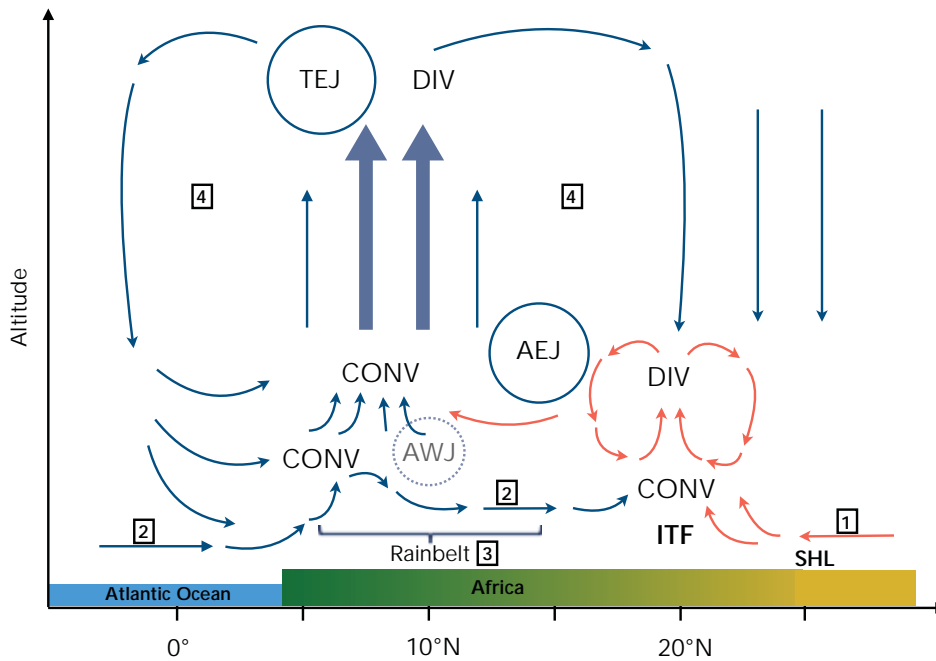 TEJ
DIV
4
4
Altitude
AEJ
CONV
DIV
AWJ
CONV
CONV
2
2
1
ITF
Rainbelt 3
SHL
Atlantic Ocean
Africa
0°
10°N
20°N